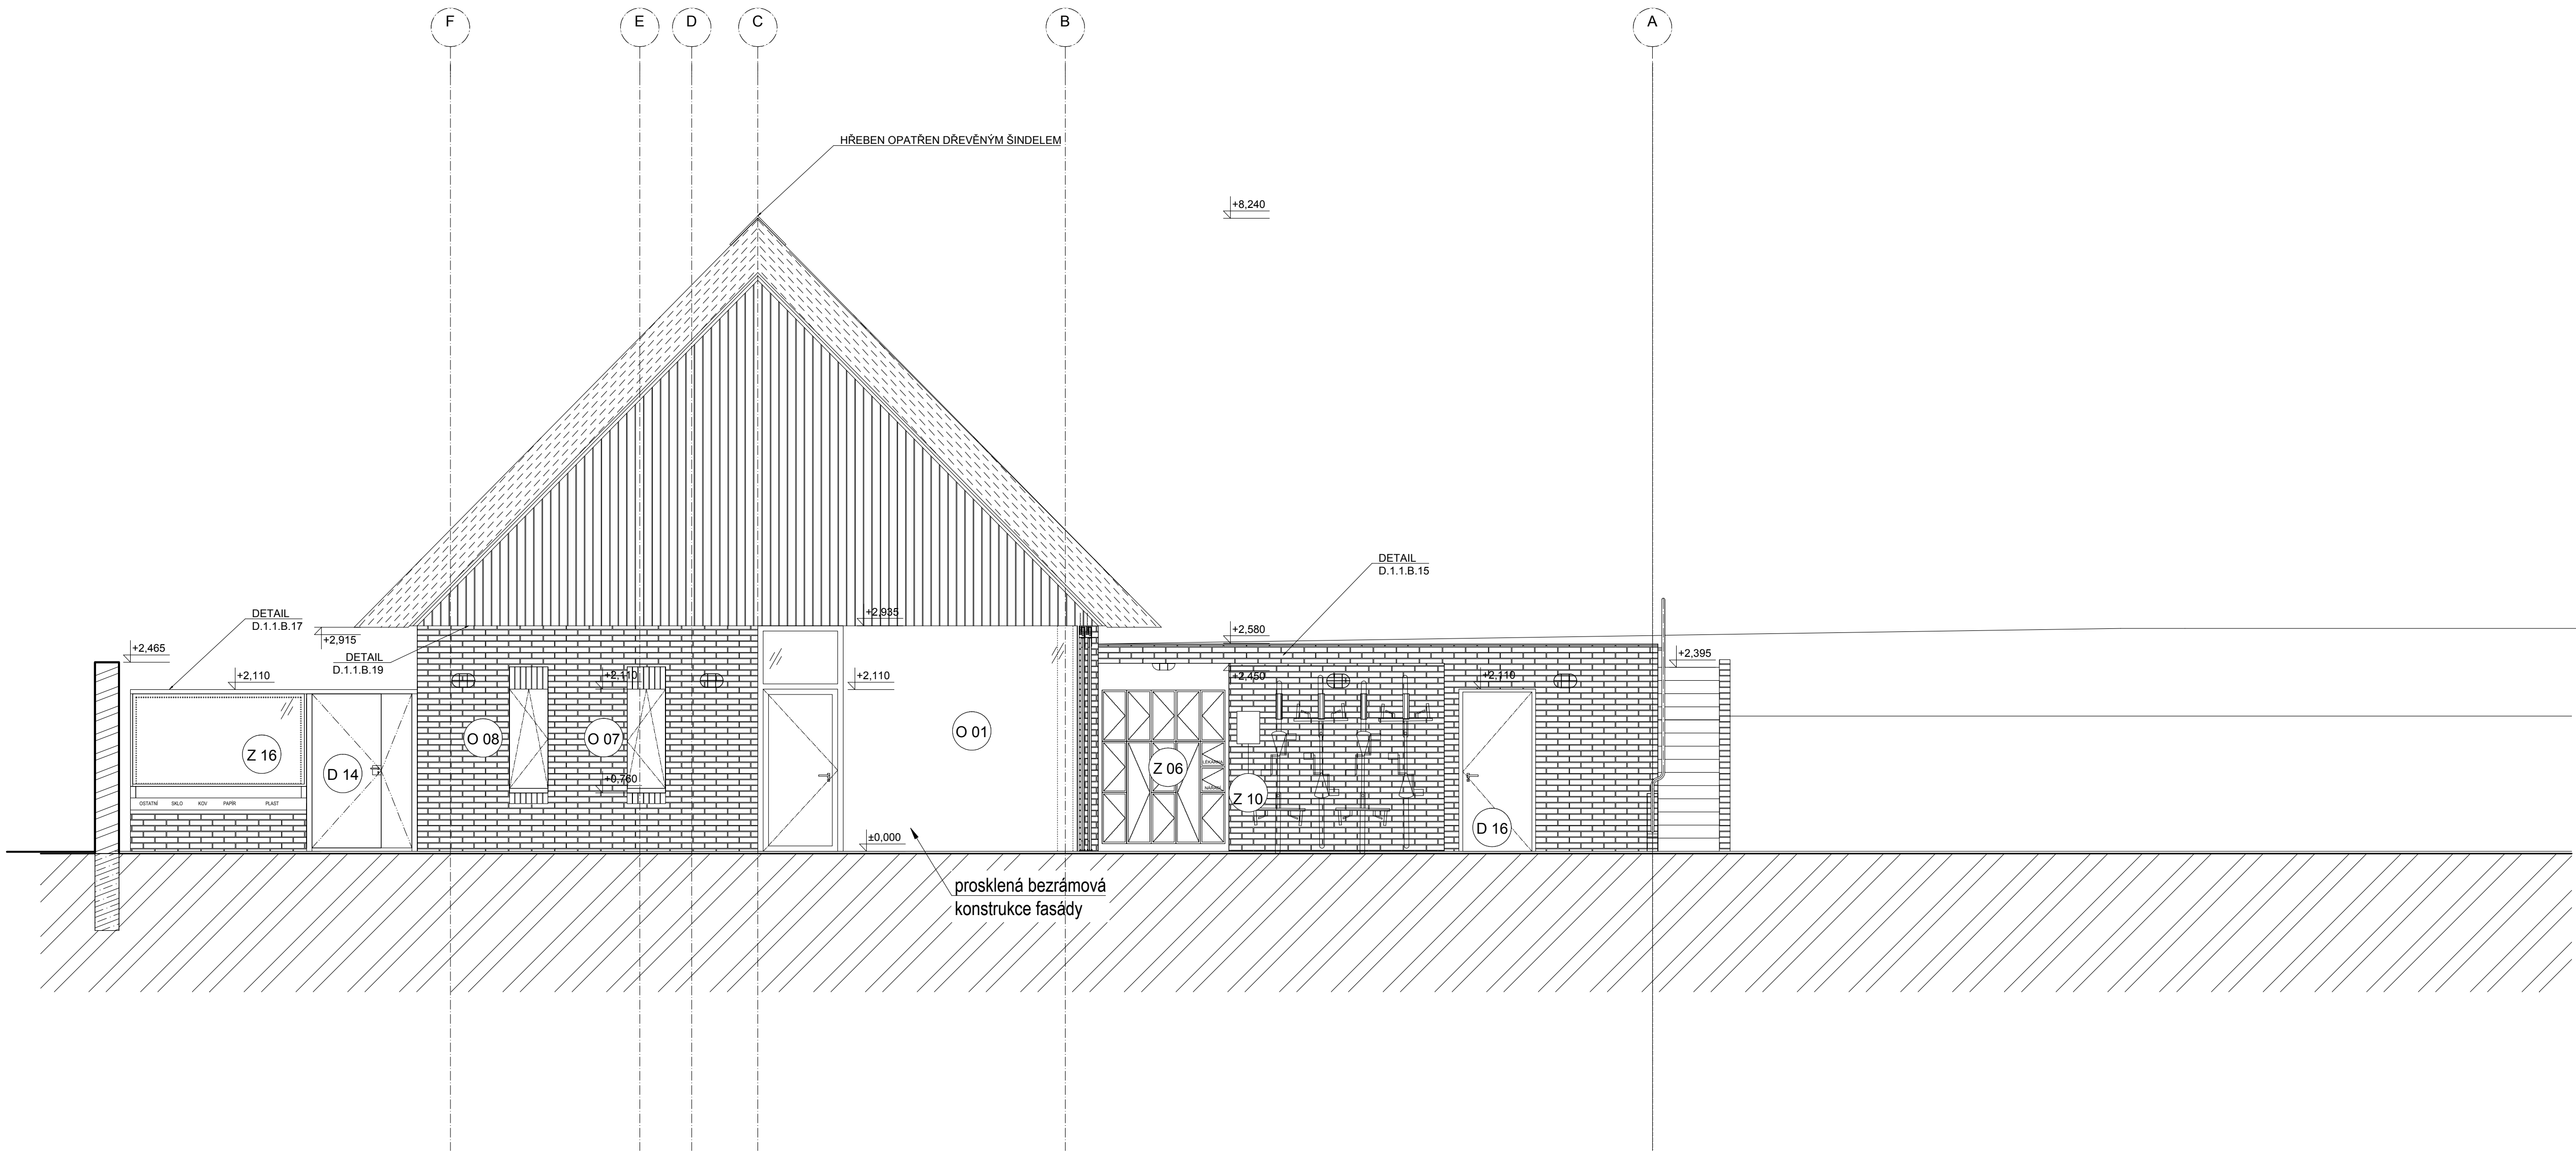 F
E
D
C
B
A
HŘEBEN OPATŘEN DŘEVĚNÝM ŠINDELEM
+8,240
DETAIL
D.1.1.B.15
DETAIL
D.1.1.B.17
+2,915
+2,935
+2,580
+2,465
DETAIL
D.1.1.B.19
+2,395
+2,110
+2,110
+2,110
+2,450
+2,110
O 08
O 07
O 01
Z 16
D 14
Z 06
LÉKÁRNA
+0,760
Z 10
OSTATNÍ SKLO KOV PAPÍR PLAST
D 16
±0,000
prosklená bezrámová
konstrukce fasády